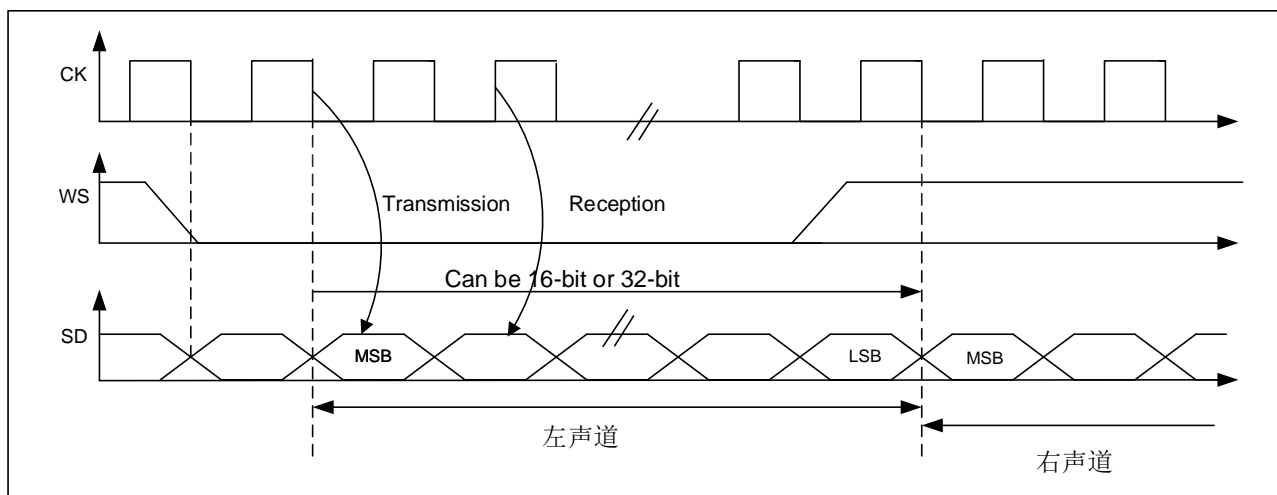 CK
WS
Transmission
Reception
Can be 16-bit or 32-bit
SD
MSB
LSB
MSB
左声道
右声道